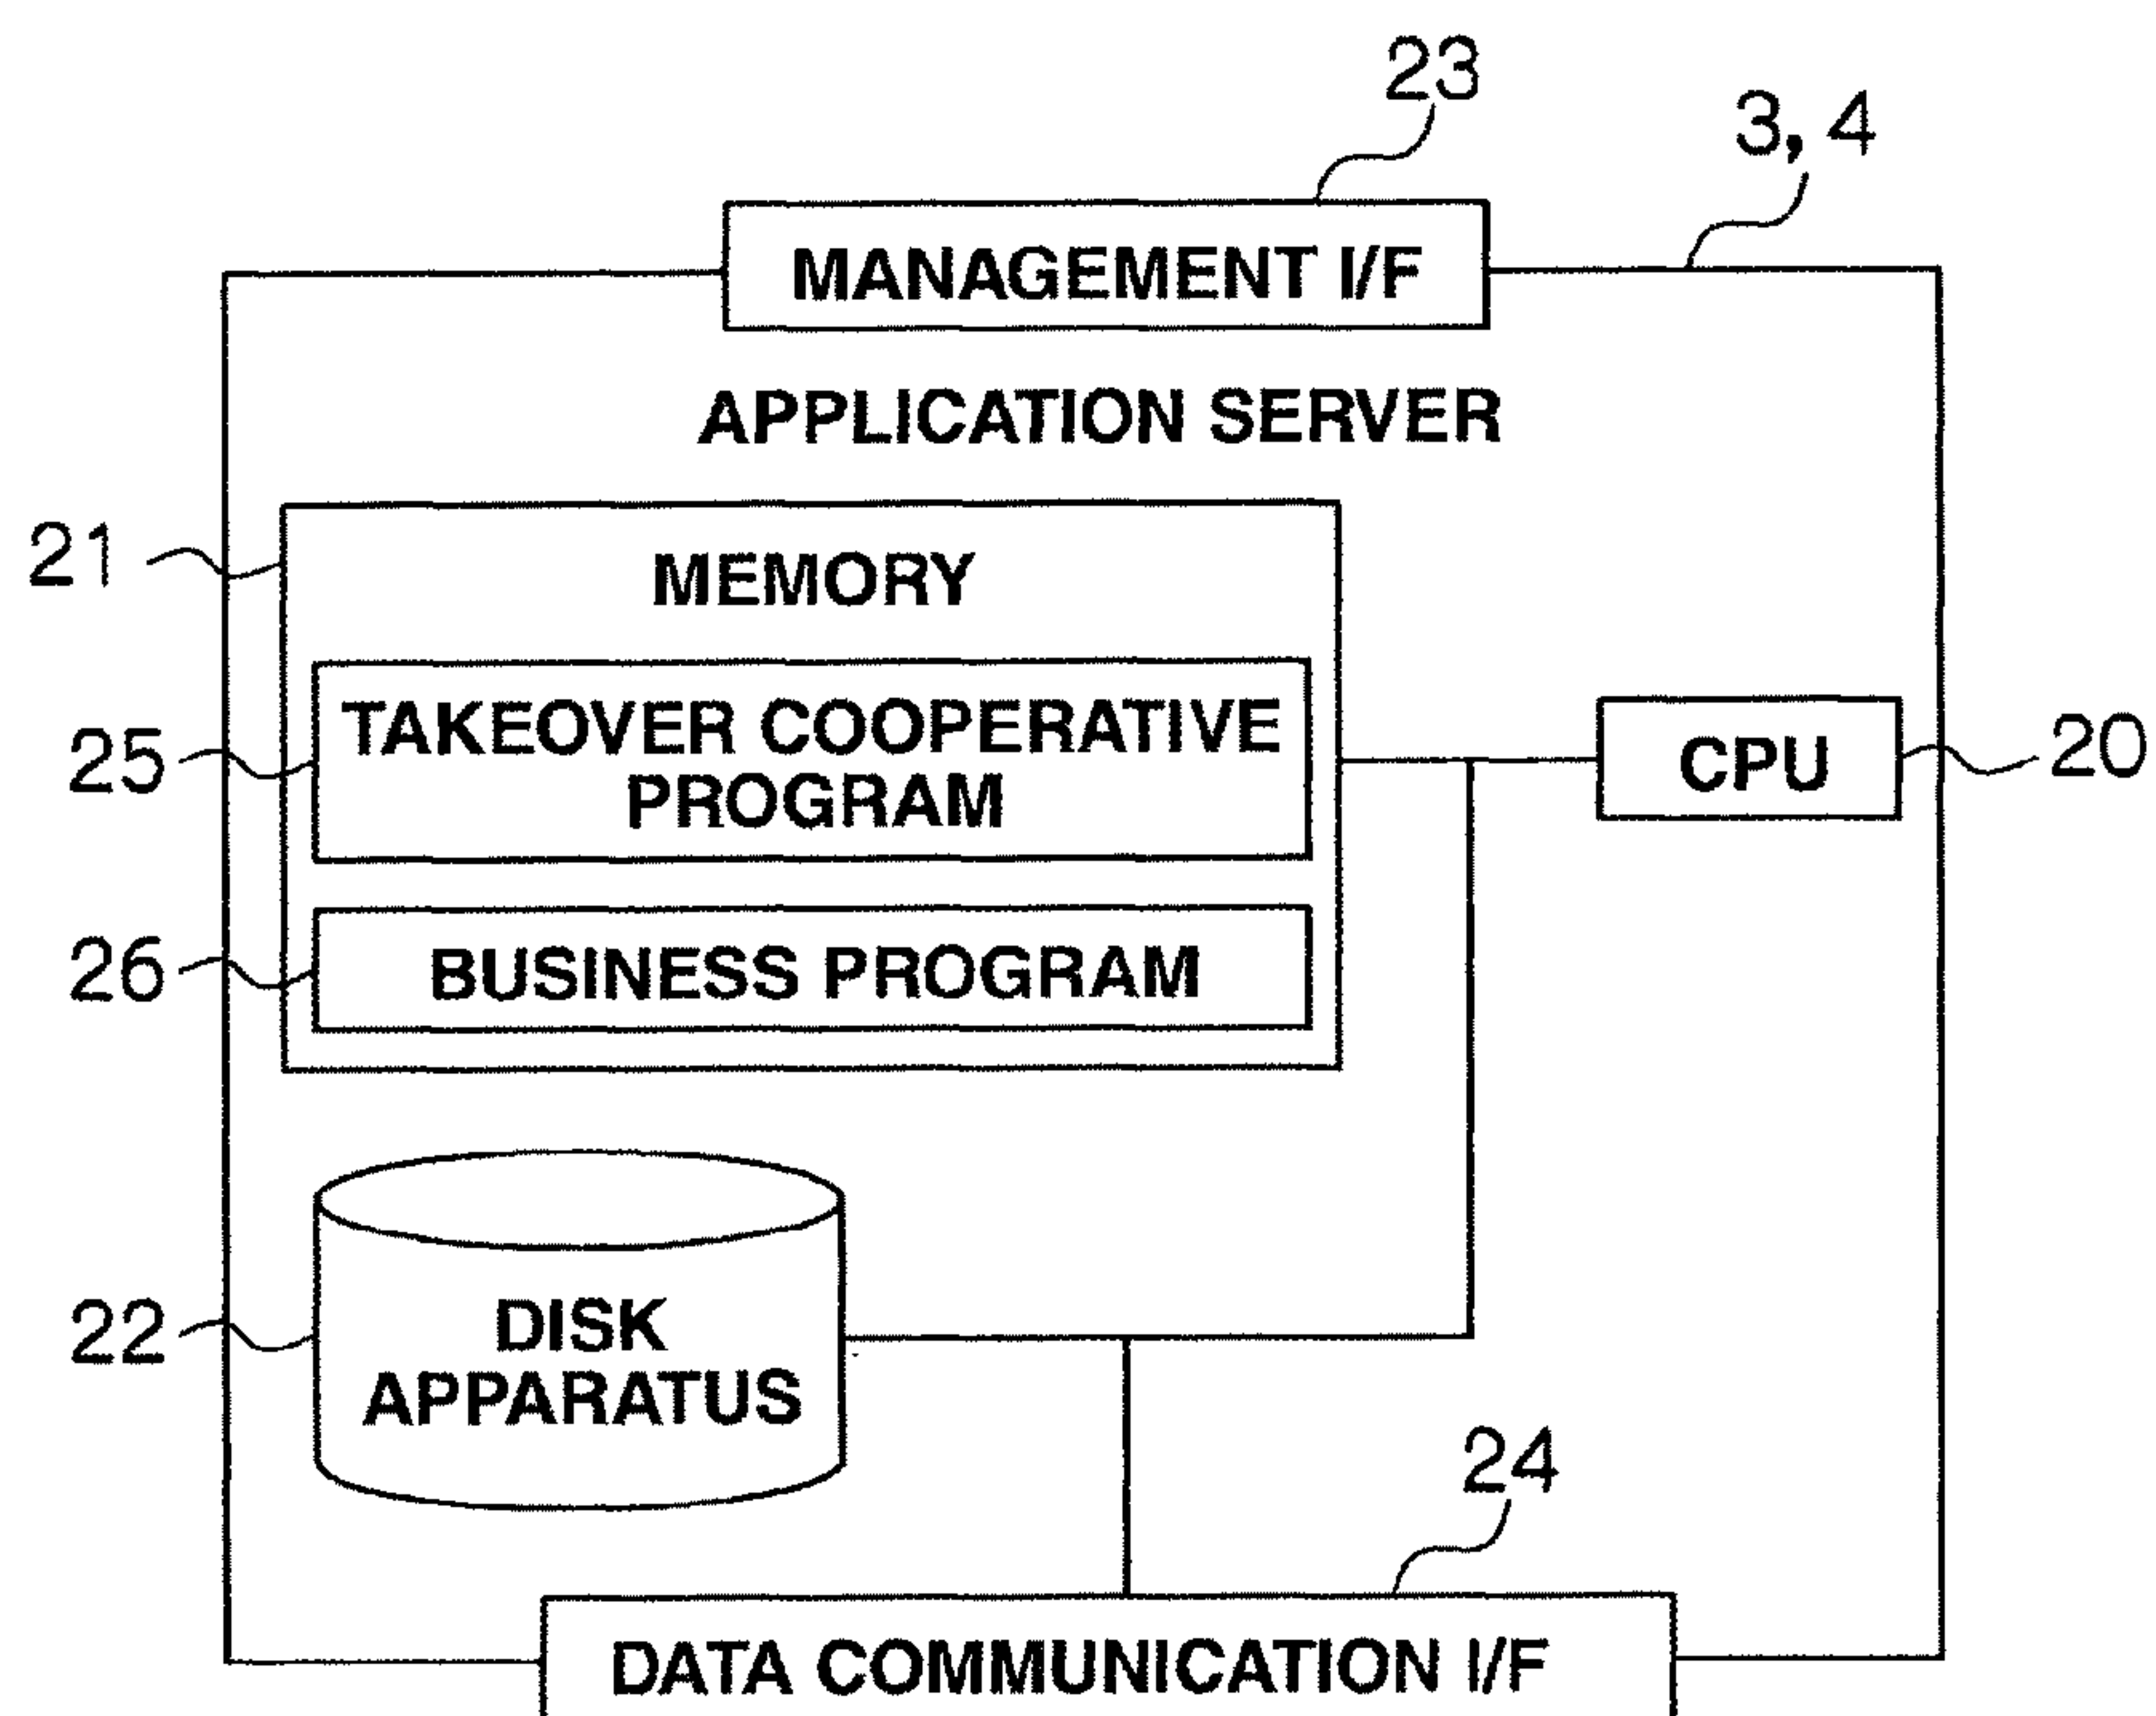 23
3, 4
MANAGEMENT I/F
APPLICATION SERVER
21
MEMORY
25
TAKEOVER COOPERATIVE
PROGRAM
CPU
20
26
BUSINESS PROGRAM
22
DISK
APPARATUS
24
DATA COMMUNICATION I/F